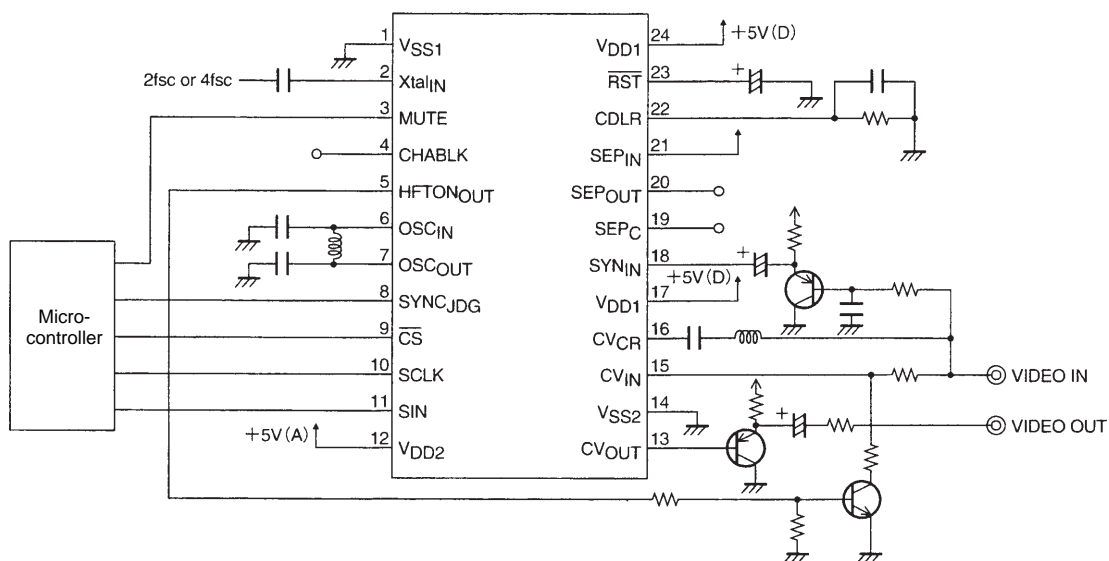 1
VSS1
2fsc or 4fsc
2
XtalIN
3
MUTE
4
CHABLK
5
HFTONOUT
6
OSCIN
7
OSCOUT
8
SYNCJDG
9
CS
10
SCLK
11
SIN
+5V(A)
12
VDD2
Micro-
controller
24
VDD1
+5V(D)
23
RST
+
22
CDLR
21
SEPIN
20
SEPOUT
19
SEPC
18
SYNIN
+
17
VDD1
+5V(D)
16
CVCR
15
CVIN
VIDEO IN
14
VSS2
+
VIDEO OUT
13
CVOUT